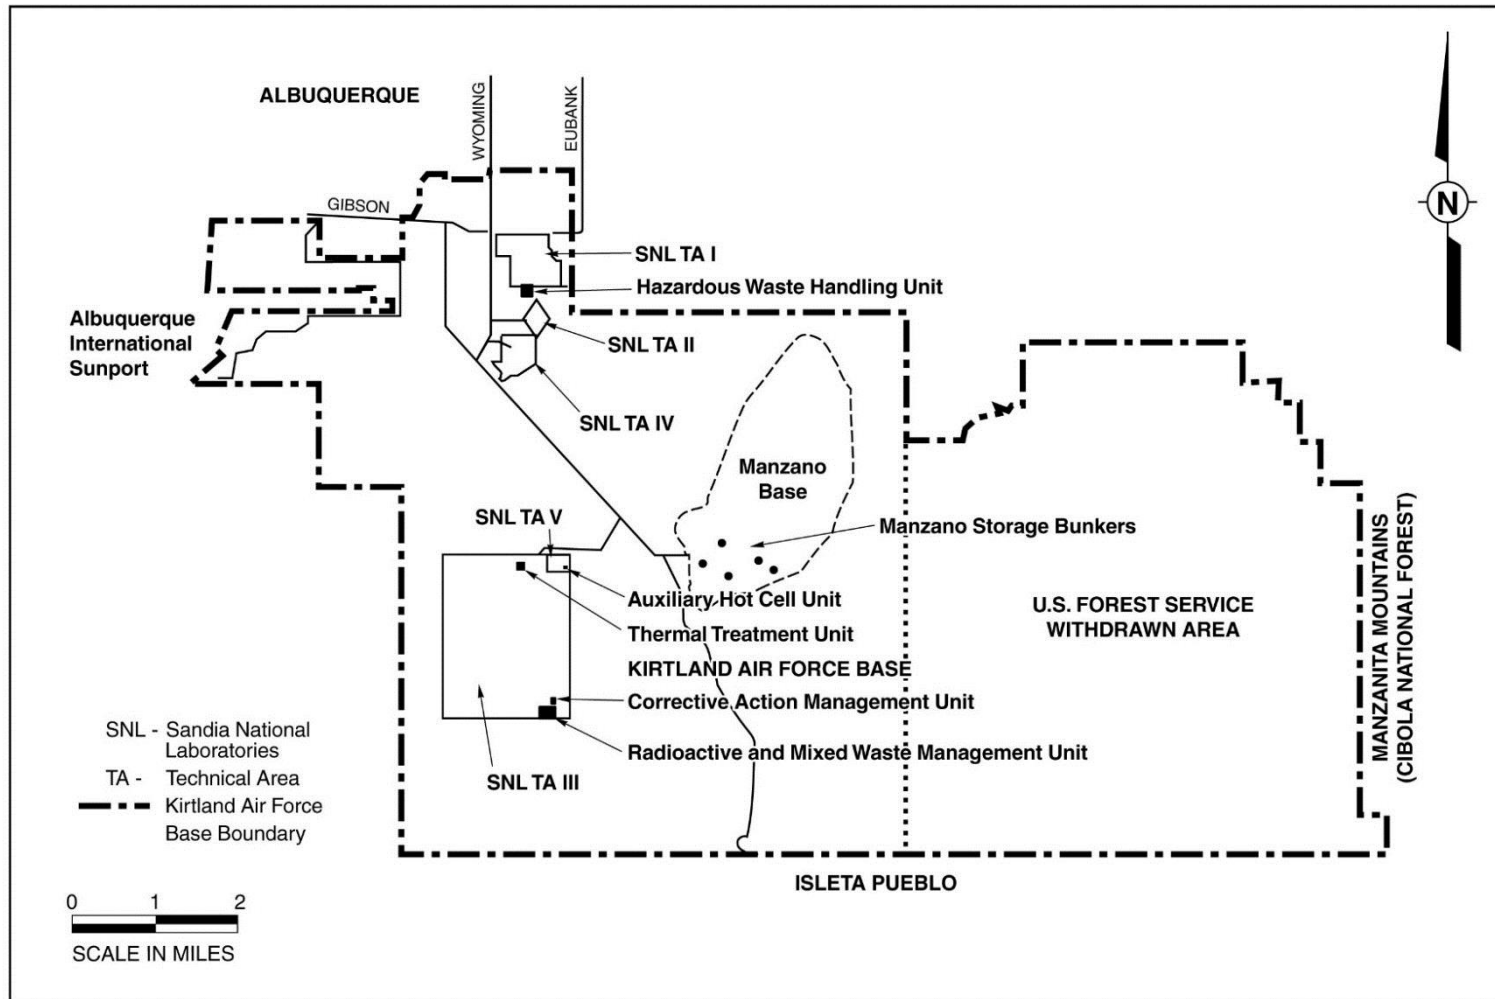 ALBUQUERQUE
WYOMING
EUBANK
GIBSON
N
SNL TA I
Hazardous Waste Handling Unit
Albuquerque
International
Sunport
SNL TA II
SNL TA IV
Manzano
Base
SNL TA V
Manzano Storage Bunkers
Auxiliary Hot Cell Unit
Thermal Treatment Unit
U.S. FOREST SERVICE
WITHDRAWN AREA
MANZANITA MOUNTAINS
(CIBOLA NATIONAL FOREST)
KIRTLAND AIR FORCE BASE
Corrective Action Management Unit
Radioactive and Mixed Waste Management Unit
SNL TA III
SNL - Sandia National
Laboratories
TA - Technical Area
Kirtland Air Force
Base Boundary
ISLETA PUEBLO
0 1 2
SCALE IN MILES